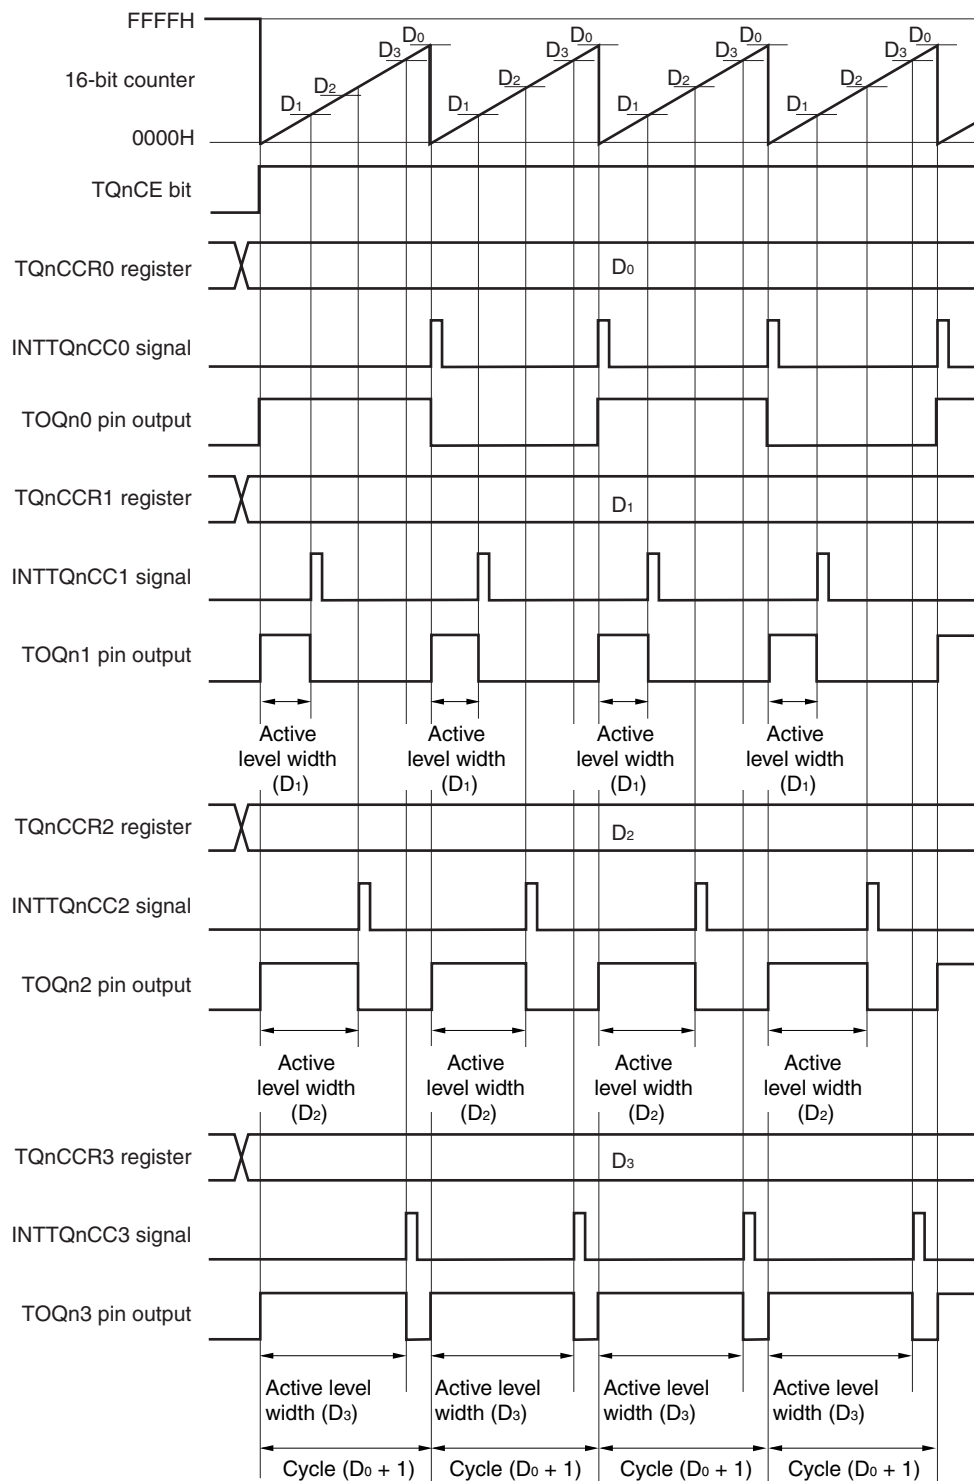 FFFFH
D3 D0 D3 D0 D3 D0 D3 D0
16-bit counter
D2 D2 D2 D2
D1 D1 D1 D1
0000H
TQnCE bit
TQnCCR0 register D0
INTTQnCC0 signal
TOQn0 pin output
TQnCCR1 register D1
INTTQnCC1 signal
TOQn1 pin output
Active Active Active Active
level width level width level width level width
(D1) (D1) (D1) (D1)
TQnCCR2 register D2
INTTQnCC2 signal
TOQn2 pin output
Active Active Active Active
level width level width level width level width
(D2) (D2) (D2) (D2)
TQnCCR3 register D3
INTTQnCC3 signal
TOQn3 pin output
Active level Active level Active level Active level
width (D3) width (D3) width (D3) width (D3)
Cycle (D0 + 1) Cycle (D0 + 1) Cycle (D0 + 1) Cycle (D0 + 1)